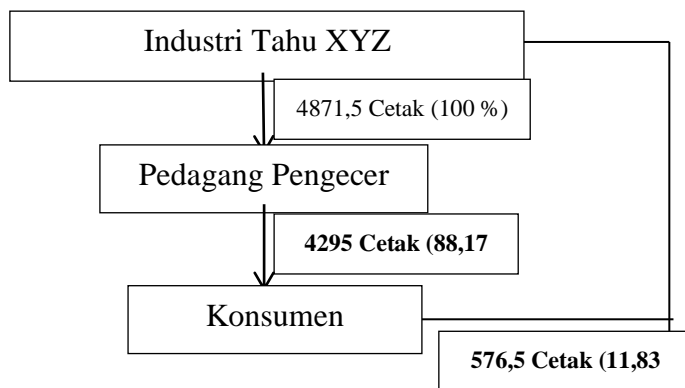 Industri Tahu XYZ
4871,5 Cetak (100 %)
Pedagang Pengecer
4295 Cetak (88,17
Konsumen
576,5 Cetak (11,83